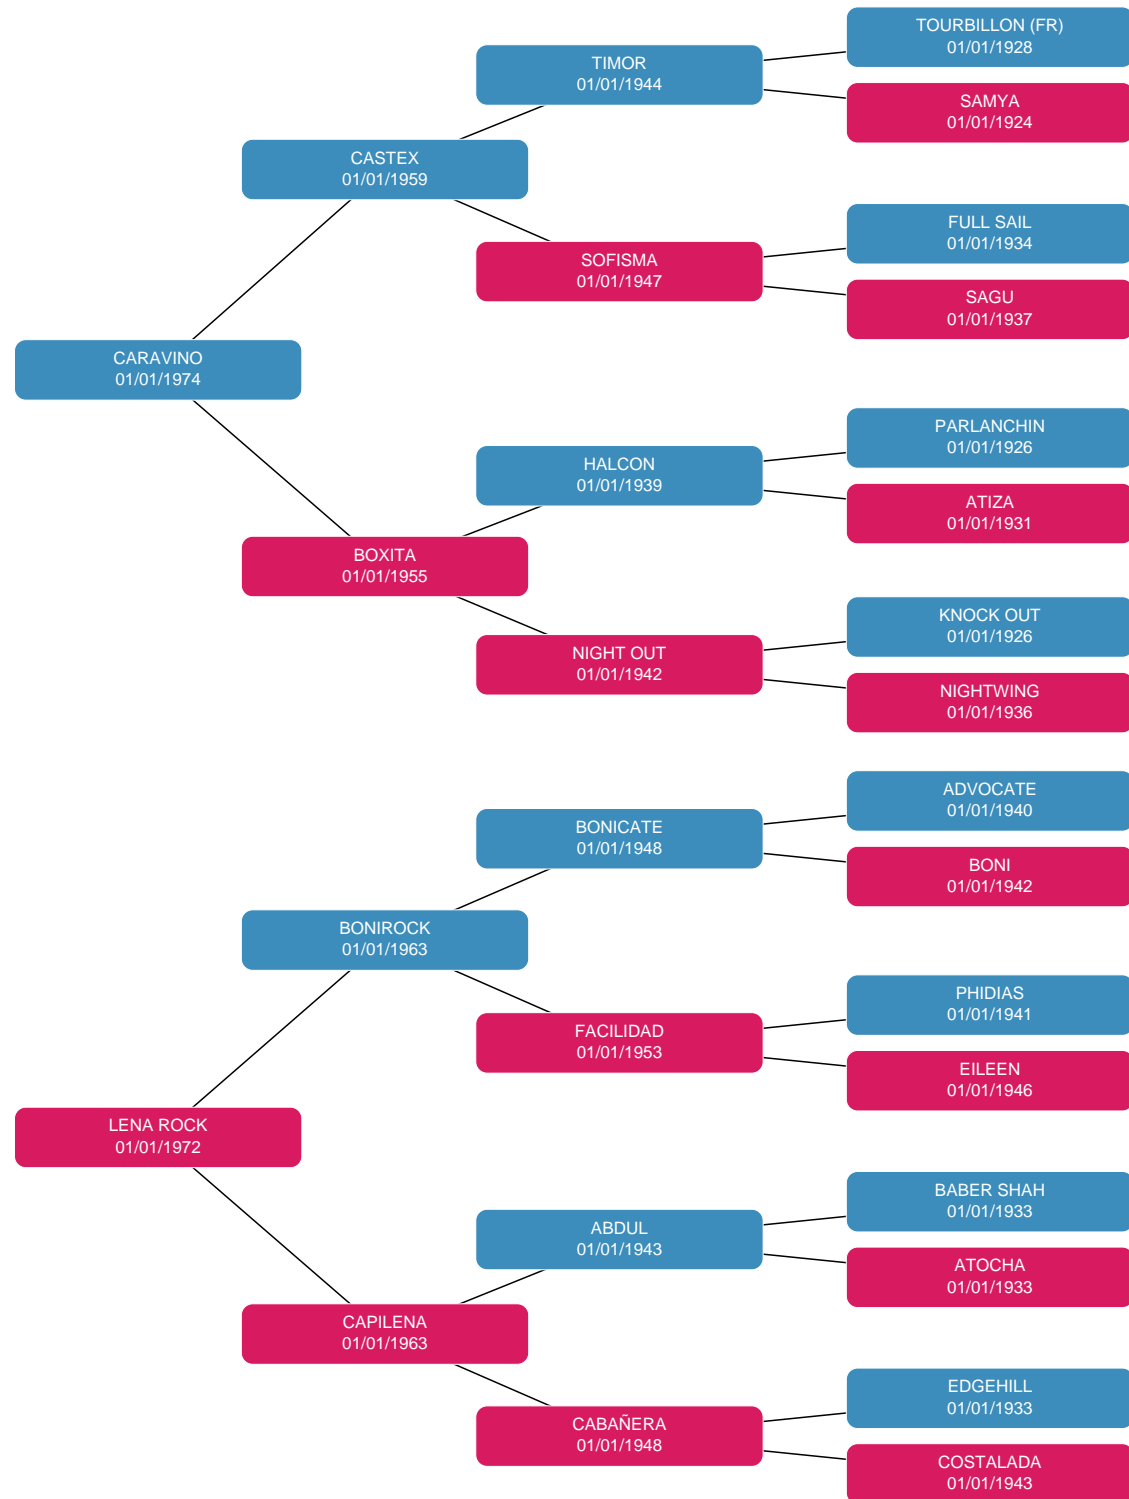 TOURBILLON (FR)
01/01/1928
TIMOR
01/01/1944
SAMYA
01/01/1924
CASTEX
01/01/1959
FULL SAIL
01/01/1934
SOFISMA
01/01/1947
SAGU
01/01/1937
CARAVINO
01/01/1974
PARLANCHIN
01/01/1926
HALCON
01/01/1939
ATIZA
01/01/1931
BOXITA
01/01/1955
KNOCK OUT
01/01/1926
NIGHT OUT
01/01/1942
NIGHTWING
01/01/1936
ADVOCATE
01/01/1940
BONICATE
01/01/1948
BONI
01/01/1942
BONIROCK
01/01/1963
PHIDIAS
01/01/1941
FACILIDAD
01/01/1953
EILEEN
01/01/1946
LENA ROCK
01/01/1972
BABER SHAH
01/01/1933
ABDUL
01/01/1943
ATOCHA
01/01/1933
CAPILENA
01/01/1963
EDGEHILL
01/01/1933
CABAÑERA
01/01/1948
COSTALADA
01/01/1943